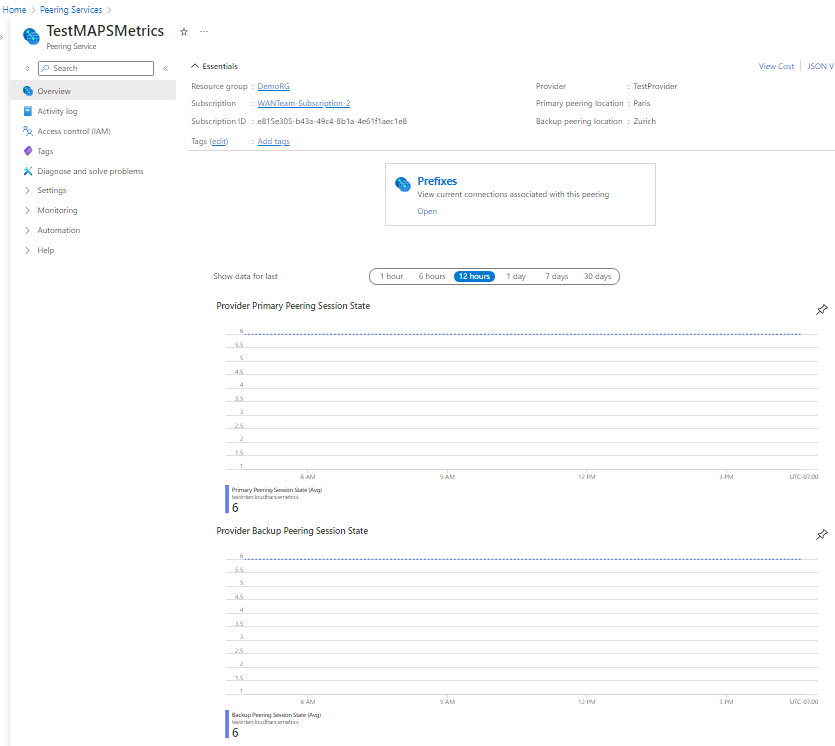 Home > Peering Services >
TestMAPSMetrics
Peering Service
Search
Overview
Activity log
Access control (IAM)
Tags
Diagnose and solve problems
Settings
Monitoring
Automation
Help
Essentials
View Cost
JSON V
Resource group : DemoRG
Subscription : WANTeam-Subscription-2
Subscription ID : e815e305-b43a-49c4-8b1a-4e61f1aec1e8
Provider : TestProvider
Primary peering location : Paris
Backup peering location : Zurich
Tags (edit) : Add tags
Prefixes
View current connections associated with this peering
Open
Show data for last
1 hour 6 hours 12 hours 1 day 7 days 30 days
Provider Primary Peering Session State
6
5.5
5
4.5
4
3.5
3
2.5
2
1.5
1
6 AM 9 AM 12 PM 3 PM UTC-07:00
Primary Peering Session State (Avg)
6
Provider Backup Peering Session State
6
5.5
5
4.5
4
3.5
3
2.5
2
1.5
1
6 AM 9 AM 12 PM 3 PM UTC-07:00
Backup Peering Session State (Avg)
6